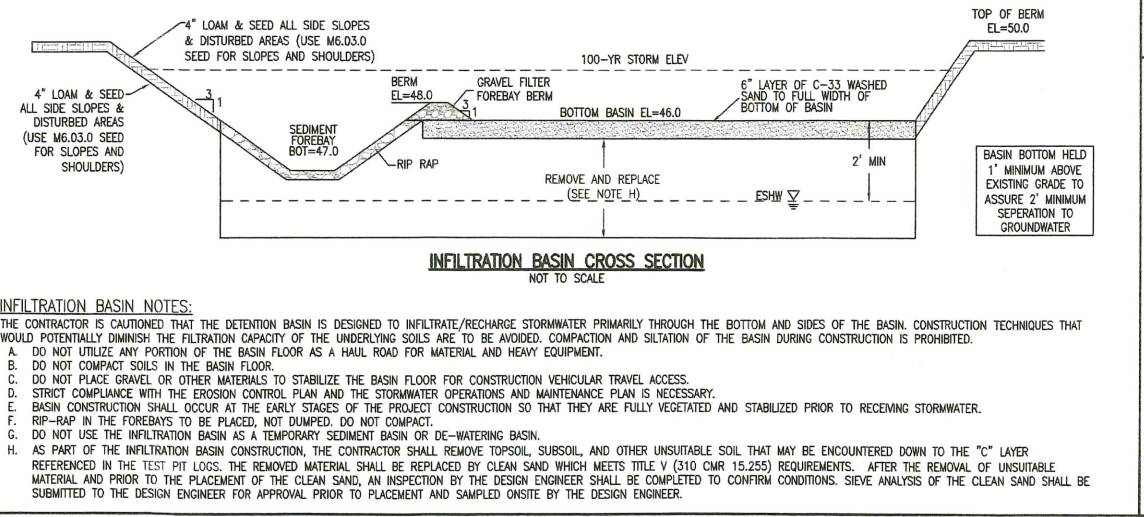 4" LOAM & SEED ALL SIDE SLOPES
& DISTURBED AREAS (USE M6.03.0
SEED FOR SLOPES AND SHOULDERS)
TOP OF BERM
EL=50.0
100-YR STORM ELEV
4" LOAM & SEED
ALL SIDE SLOPES &
DISTURBED AREAS
(USE M6.03.0 SEED
FOR SLOPES AND
SHOULDERS)
3
1
BERM
EL=48.0
GRAVEL FILTER
FOREBAY BERM
3
1
6" LAYER OF C-33 WASHED
SAND TO FULL WIDTH OF
BOTTOM OF BASIN
BOTTOM BASIN EL=46.0
SEDIMENT
FOREBAY
BOT=47.0
RIP RAP
2' MIN
REMOVE AND REPLACE
(SEE NOTE H)
ESHW
BASIN BOTTOM HELD
1' MINIMUM ABOVE
EXISTING GRADE TO
ASSURE 2' MINIMUM
SEPERATION TO
GROUNDWATER
INFILTRATION BASIN CROSS SECTION
NOT TO SCALE
INFILTRATION BASIN NOTES:
THE CONTRACTOR IS CAUTIONED THAT THE DETENTION BASIN IS DESIGNED TO INFILTRATE/RECHARGE STORMWATER PRIMARILY THROUGH THE BOTTOM AND SIDES OF THE BASIN. CONSTRUCTION TECHNIQUES THAT
WOULD POTENTIALLY DIMINISH THE FILTRATION CAPACITY OF THE UNDERLYING SOILS ARE TO BE AVOIDED. COMPACTION AND SILTATION OF THE BASIN DURING CONSTRUCTION IS PROHIBITED.
A. DO NOT UTILIZE ANY PORTION OF THE BASIN FLOOR AS A HAUL ROAD FOR MATERIAL AND HEAVY EQUIPMENT.
B. DO NOT COMPACT SOILS IN THE BASIN FLOOR.
C. DO NOT PLACE GRAVEL OR OTHER MATERIALS TO STABILIZE THE BASIN FLOOR FOR CONSTRUCTION VEHICULAR TRAVEL ACCESS.
D. STRICT COMPLIANCE WITH THE EROSION CONTROL PLAN AND THE STORMWATER OPERATIONS AND MAINTENANCE PLAN IS NECESSARY.
E. BASIN CONSTRUCTION SHALL OCCUR AT THE EARLY STAGES OF THE PROJECT CONSTRUCTION SO THAT THEY ARE FULLY VEGETATED AND STABILIZED PRIOR TO RECEIVING STORMWATER.
F. RIP-RAP IN THE FOREBAYS TO BE PLACED, NOT DUMPED. DO NOT COMPACT.
G. DO NOT USE THE INFILTRATION BASIN AS A TEMPORARY SEDIMENT BASIN OR DE-WATERING BASIN.
H. AS PART OF THE INFILTRATION BASIN CONSTRUCTION, THE CONTRACTOR SHALL REMOVE TOPSOIL, SUBSOIL, AND OTHER UNSUITABLE SOIL THAT MAY BE ENCOUNTERED DOWN TO THE "C" LAYER
REFERENCED IN THE TEST PIT LOGS. THE REMOVED MATERIAL SHALL BE REPLACED BY CLEAN SAND WHICH MEETS TITLE V (310 CMR 15.255) REQUIREMENTS. AFTER THE REMOVAL OF UNSUITABLE
MATERIAL AND PRIOR TO THE PLACEMENT OF THE CLEAN SAND, AN INSPECTION BY THE DESIGN ENGINEER SHALL BE COMPLETED TO CONFIRM CONDITIONS. SIEVE ANALYSIS OF THE CLEAN SAND SHALL BE
SUBMITTED TO THE DESIGN ENGINEER FOR APPROVAL PRIOR TO PLACEMENT AND SAMPLED ONSITE BY THE DESIGN ENGINEER.